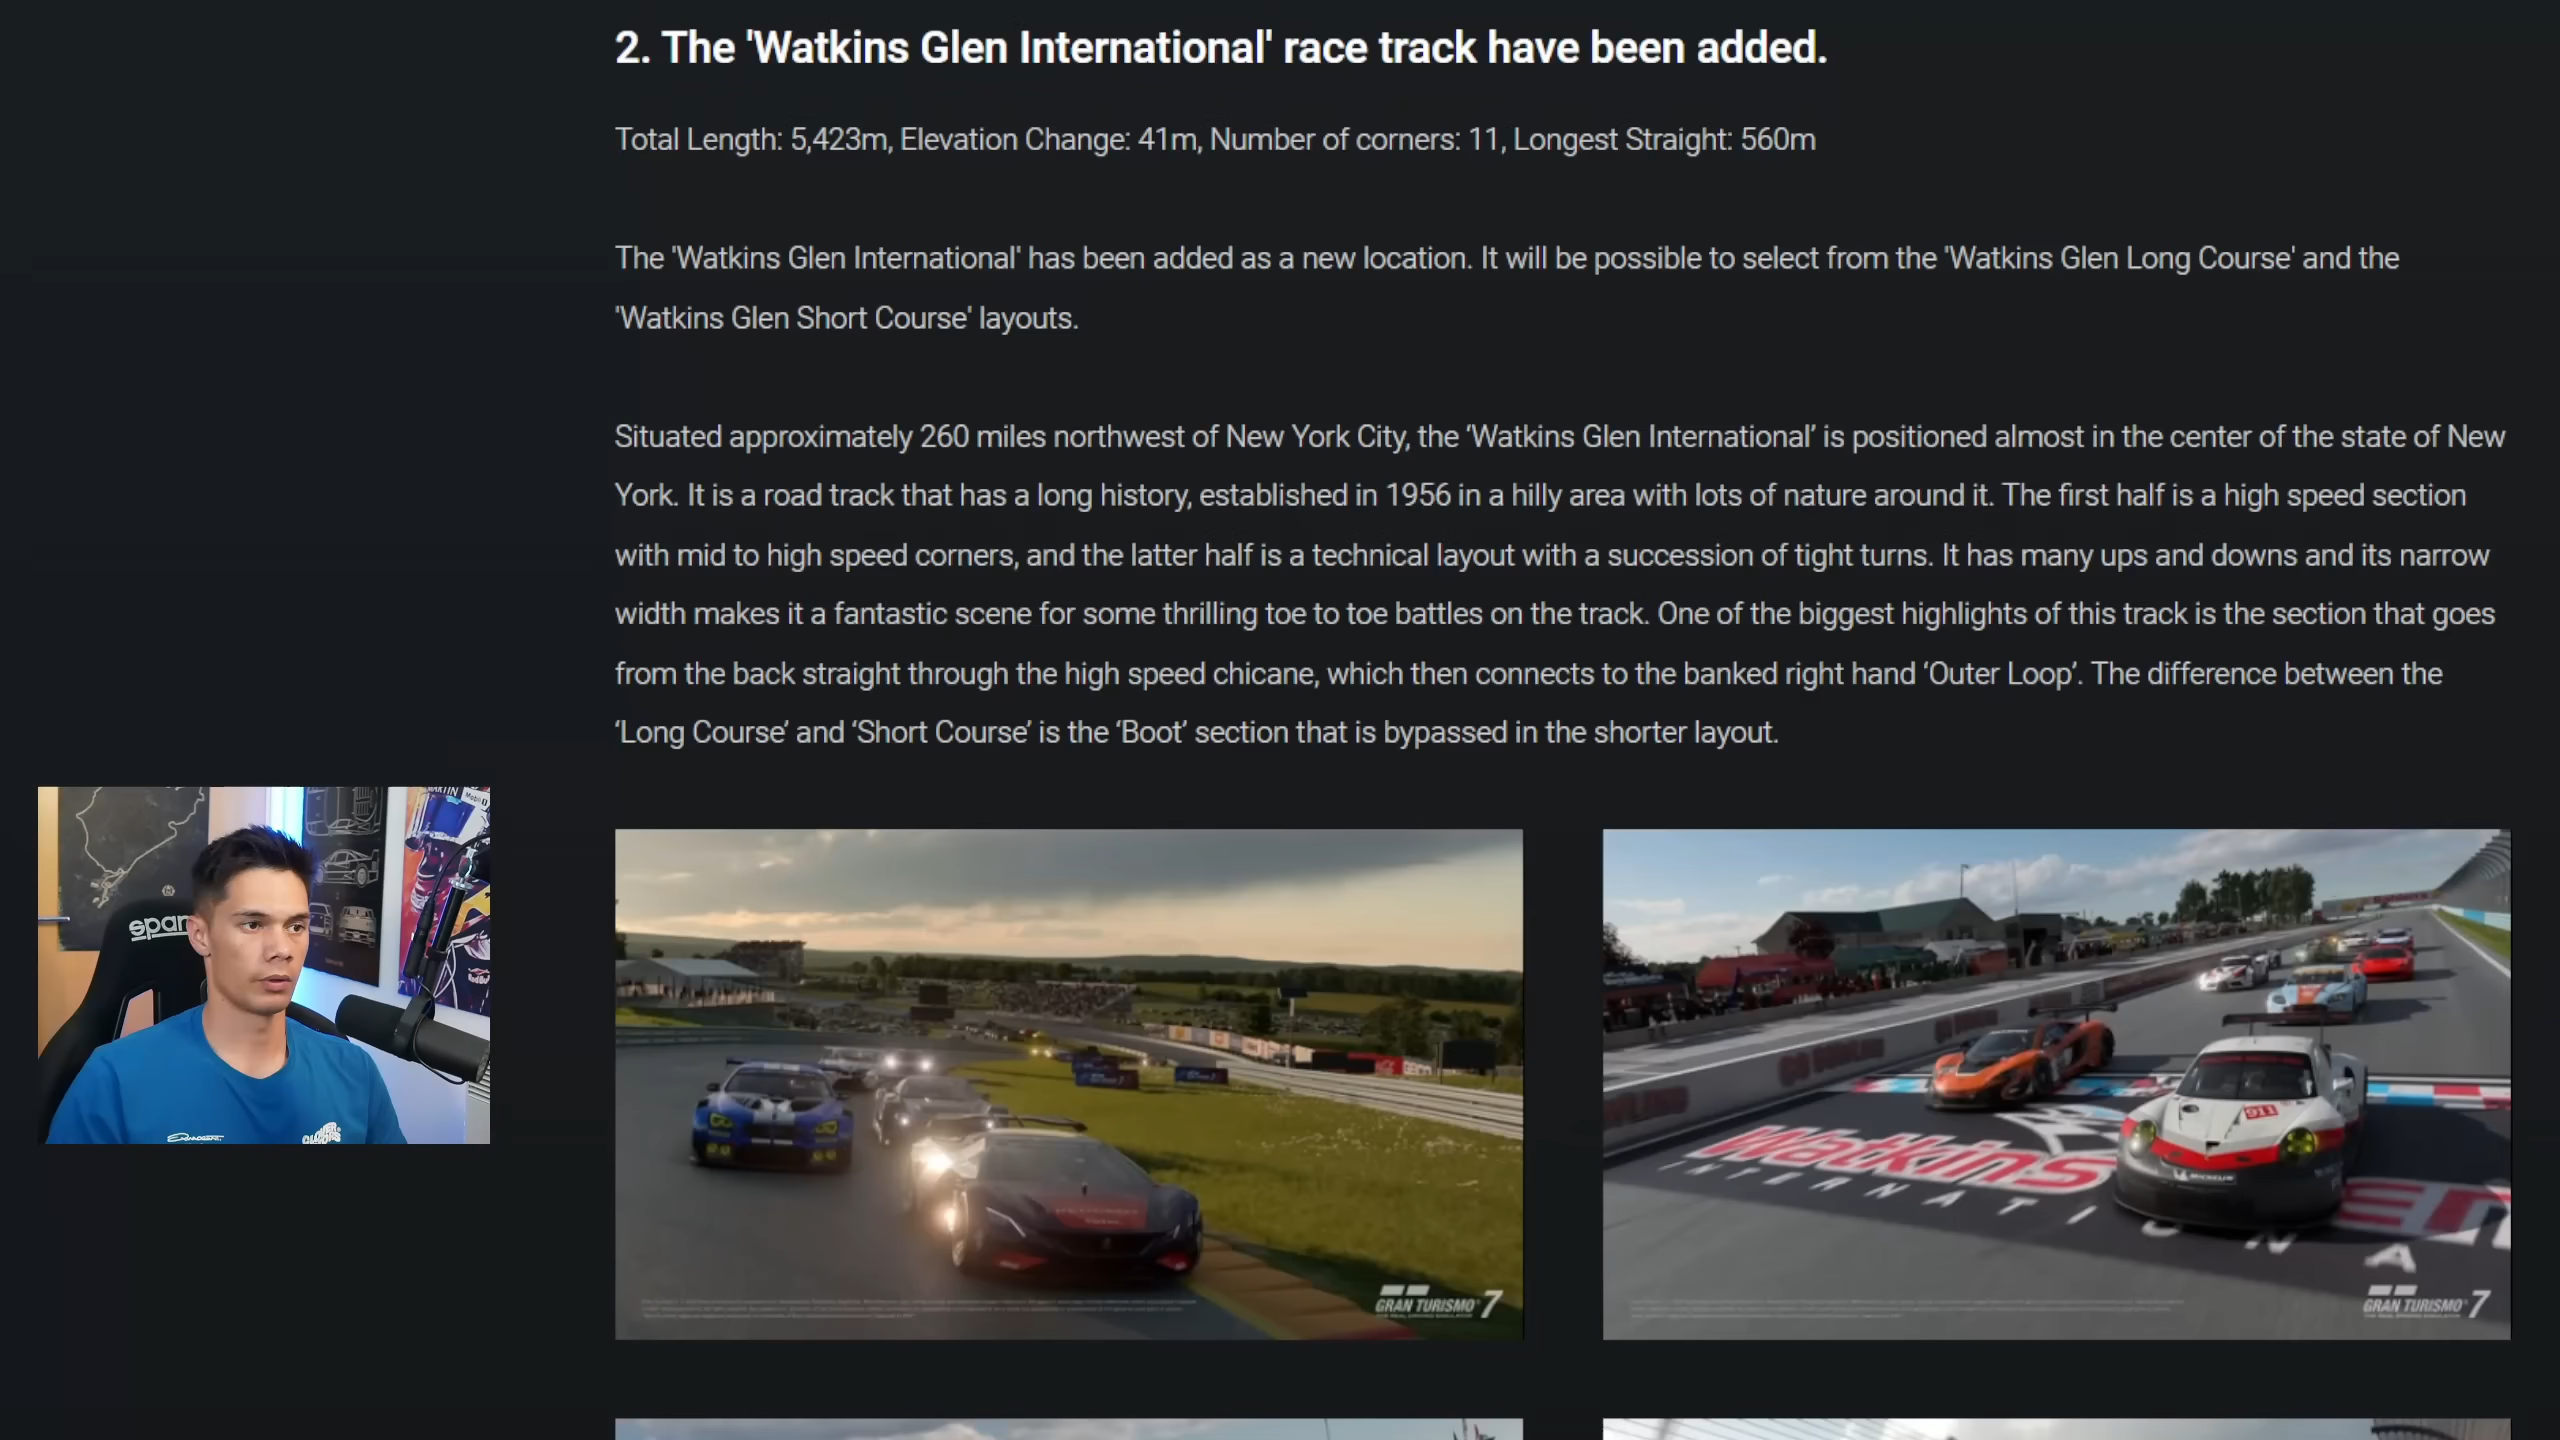 2. The 'Watkins Glen International' race track have been added.
Total Length: 5,423m, Elevation Change: 41m, Number of corners: 11, Longest Straight: 560m
The 'Watkins Glen International' has been added as a new location. It will be possible to select from the 'Watkins Glen Long Course' and the
'Watkins Glen Short Course' layouts.
Situated approximately 260 miles northwest of New York City, the ‘Watkins Glen International’ is positioned almost in the center of the state of New
York. It is a road track that has a long history, established in 1956 in a hilly area with lots of nature around it. The first half is a high speed section
with mid to high speed corners, and the latter half is a technical layout with a succession of tight turns. It has many ups and downs and its narrow
width makes it a fantastic scene for some thrilling toe to toe battles on the track. One of the biggest highlights of this track is the section that goes
from the back straight through the high speed chicane, which then connects to the banked right hand ‘Outer Loop’. The difference between the
‘Long Course’ and ‘Short Course’ is the ‘Boot’ section that is bypassed in the shorter layout.
MARTIN
Mobil 1
spar
911
Watkins
INTERNATIONA
GRAN TURISMO 7
GRAN TURISMO 7